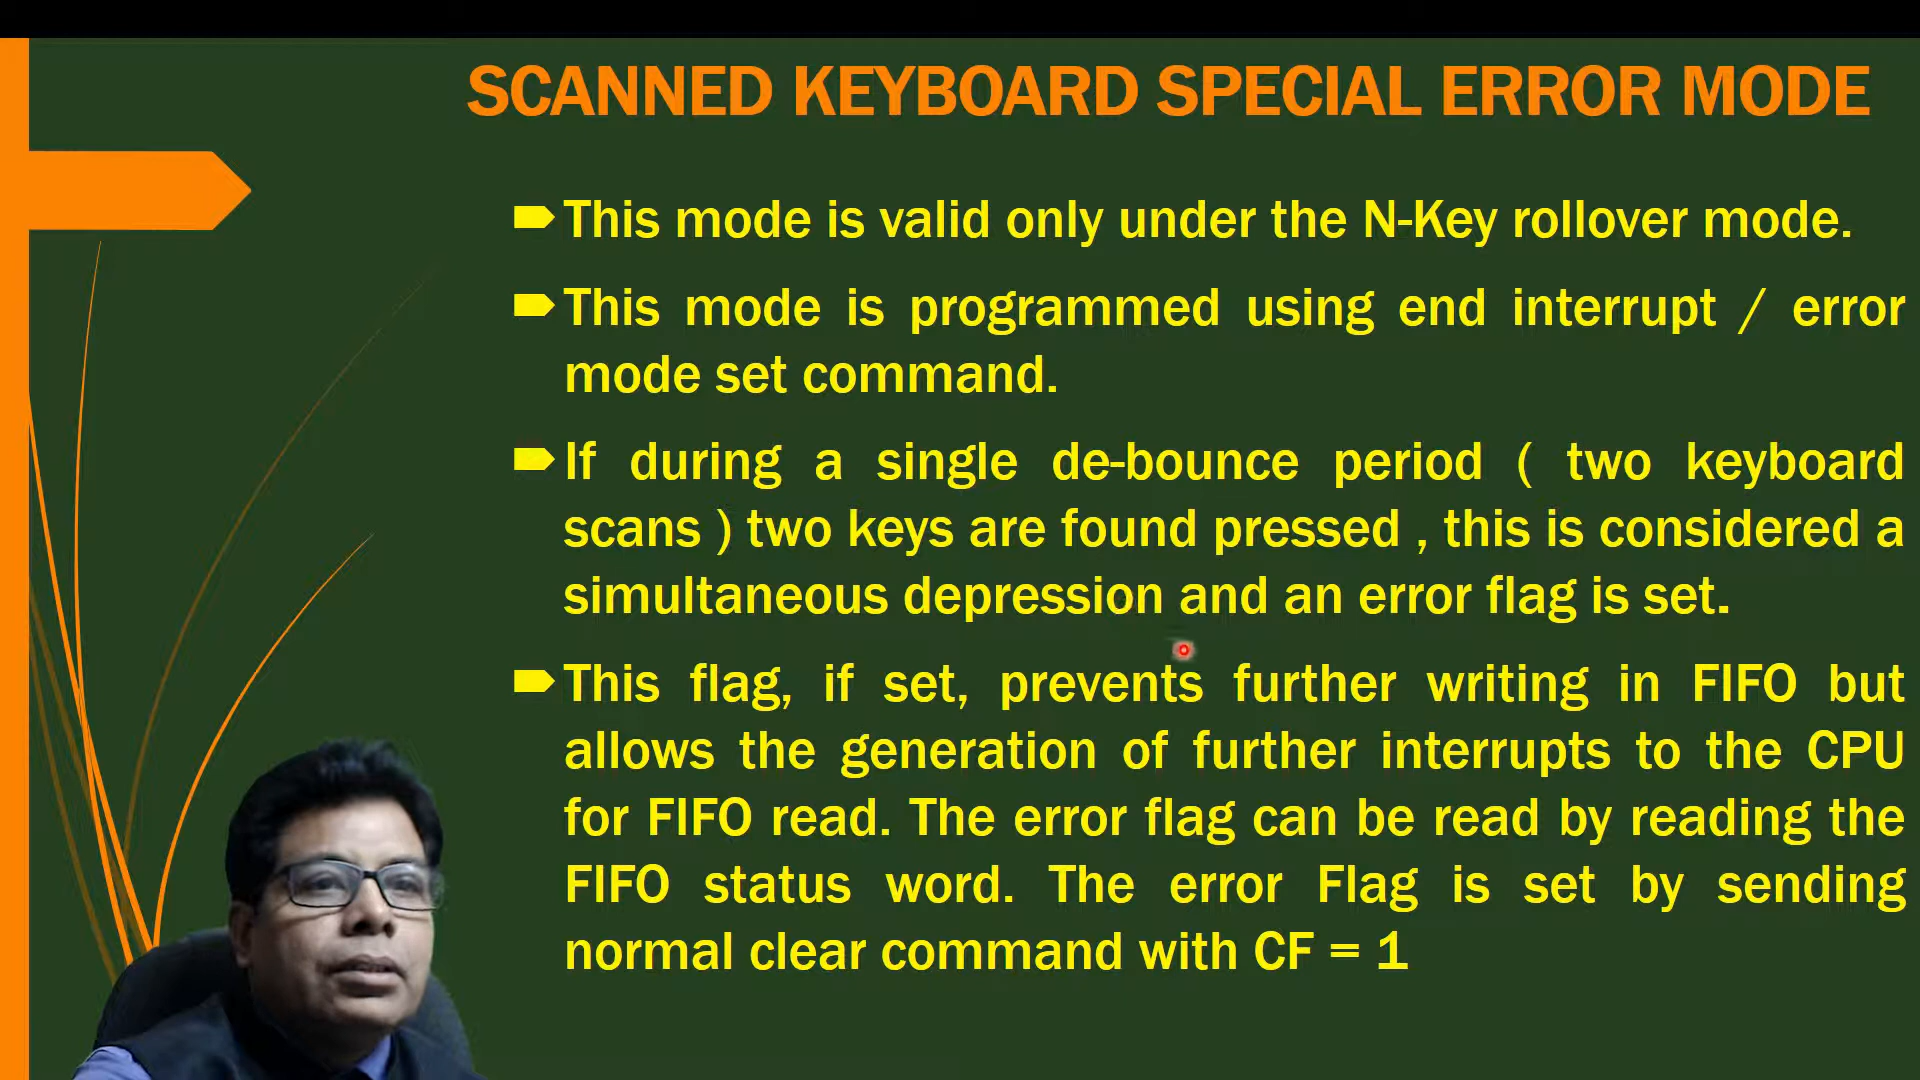 SCANNED KEYBOARD SPECIAL ERROR MODE
This mode is valid only under the N-Key rollover mode.
This mode is programmed using end interrupt / error
mode set command.
If during a single de-bounce period ( two keyboard
scans ) two keys are found pressed , this is considered a
simultaneous depression and an error flag is set.
This flag, if set, prevents further writing in FIFO but
allows the generation of further interrupts to the CPU
for FIFO read. The error flag can be read by reading the
FIFO status word. The error Flag is set by sending
normal clear command with CF = 1